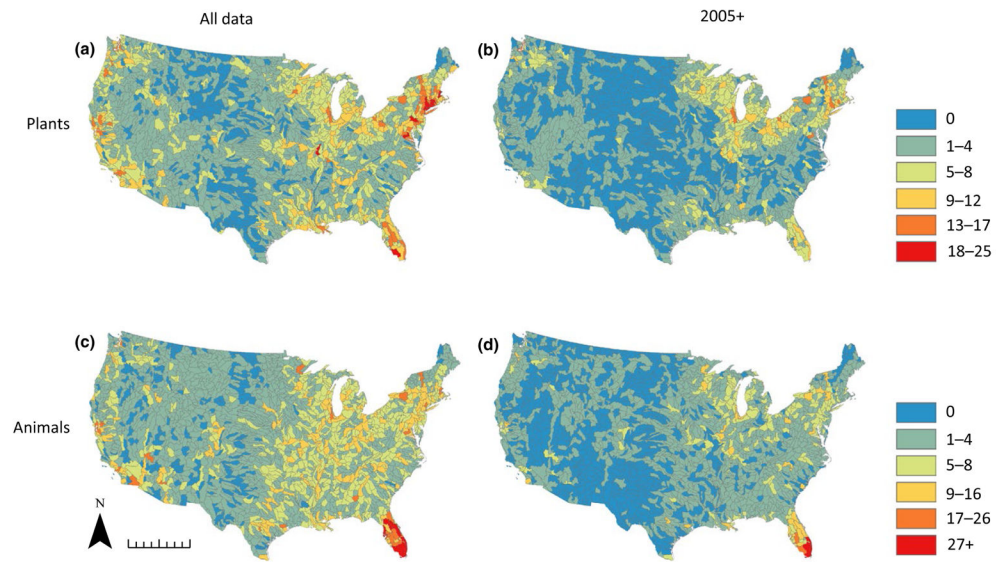 All data
2005+
(a)
(b)
Plants
0
1–4
5–8
9–12
13–17
18–25
(c)
(d)
Animals
0
1–4
5–8
9–16
17–26
27+
N